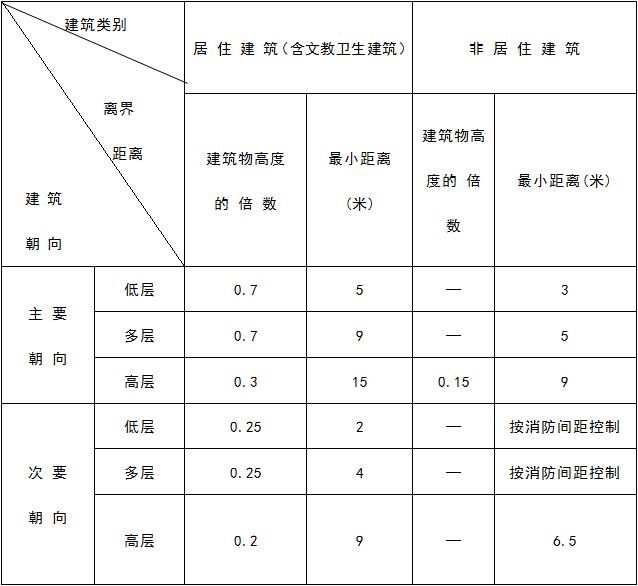 建筑类别
离界
距离
建 筑
朝 向
居 住 建 筑(含文教卫生建筑)
非 居 住 建 筑
建筑物高度
的 倍 数
最小距离
(米)
建筑物高
度的 倍
数
最小距离(米)
主 要
朝 向
低层 0.7 5 — 3
多层 0.7 9 — 5
高层 0.3 15 0.15 9
次 要
朝 向
低层 0.25 2 — 按消防间距控制
多层 0.25 4 — 按消防间距控制
高层 0.2 9 — 6.5